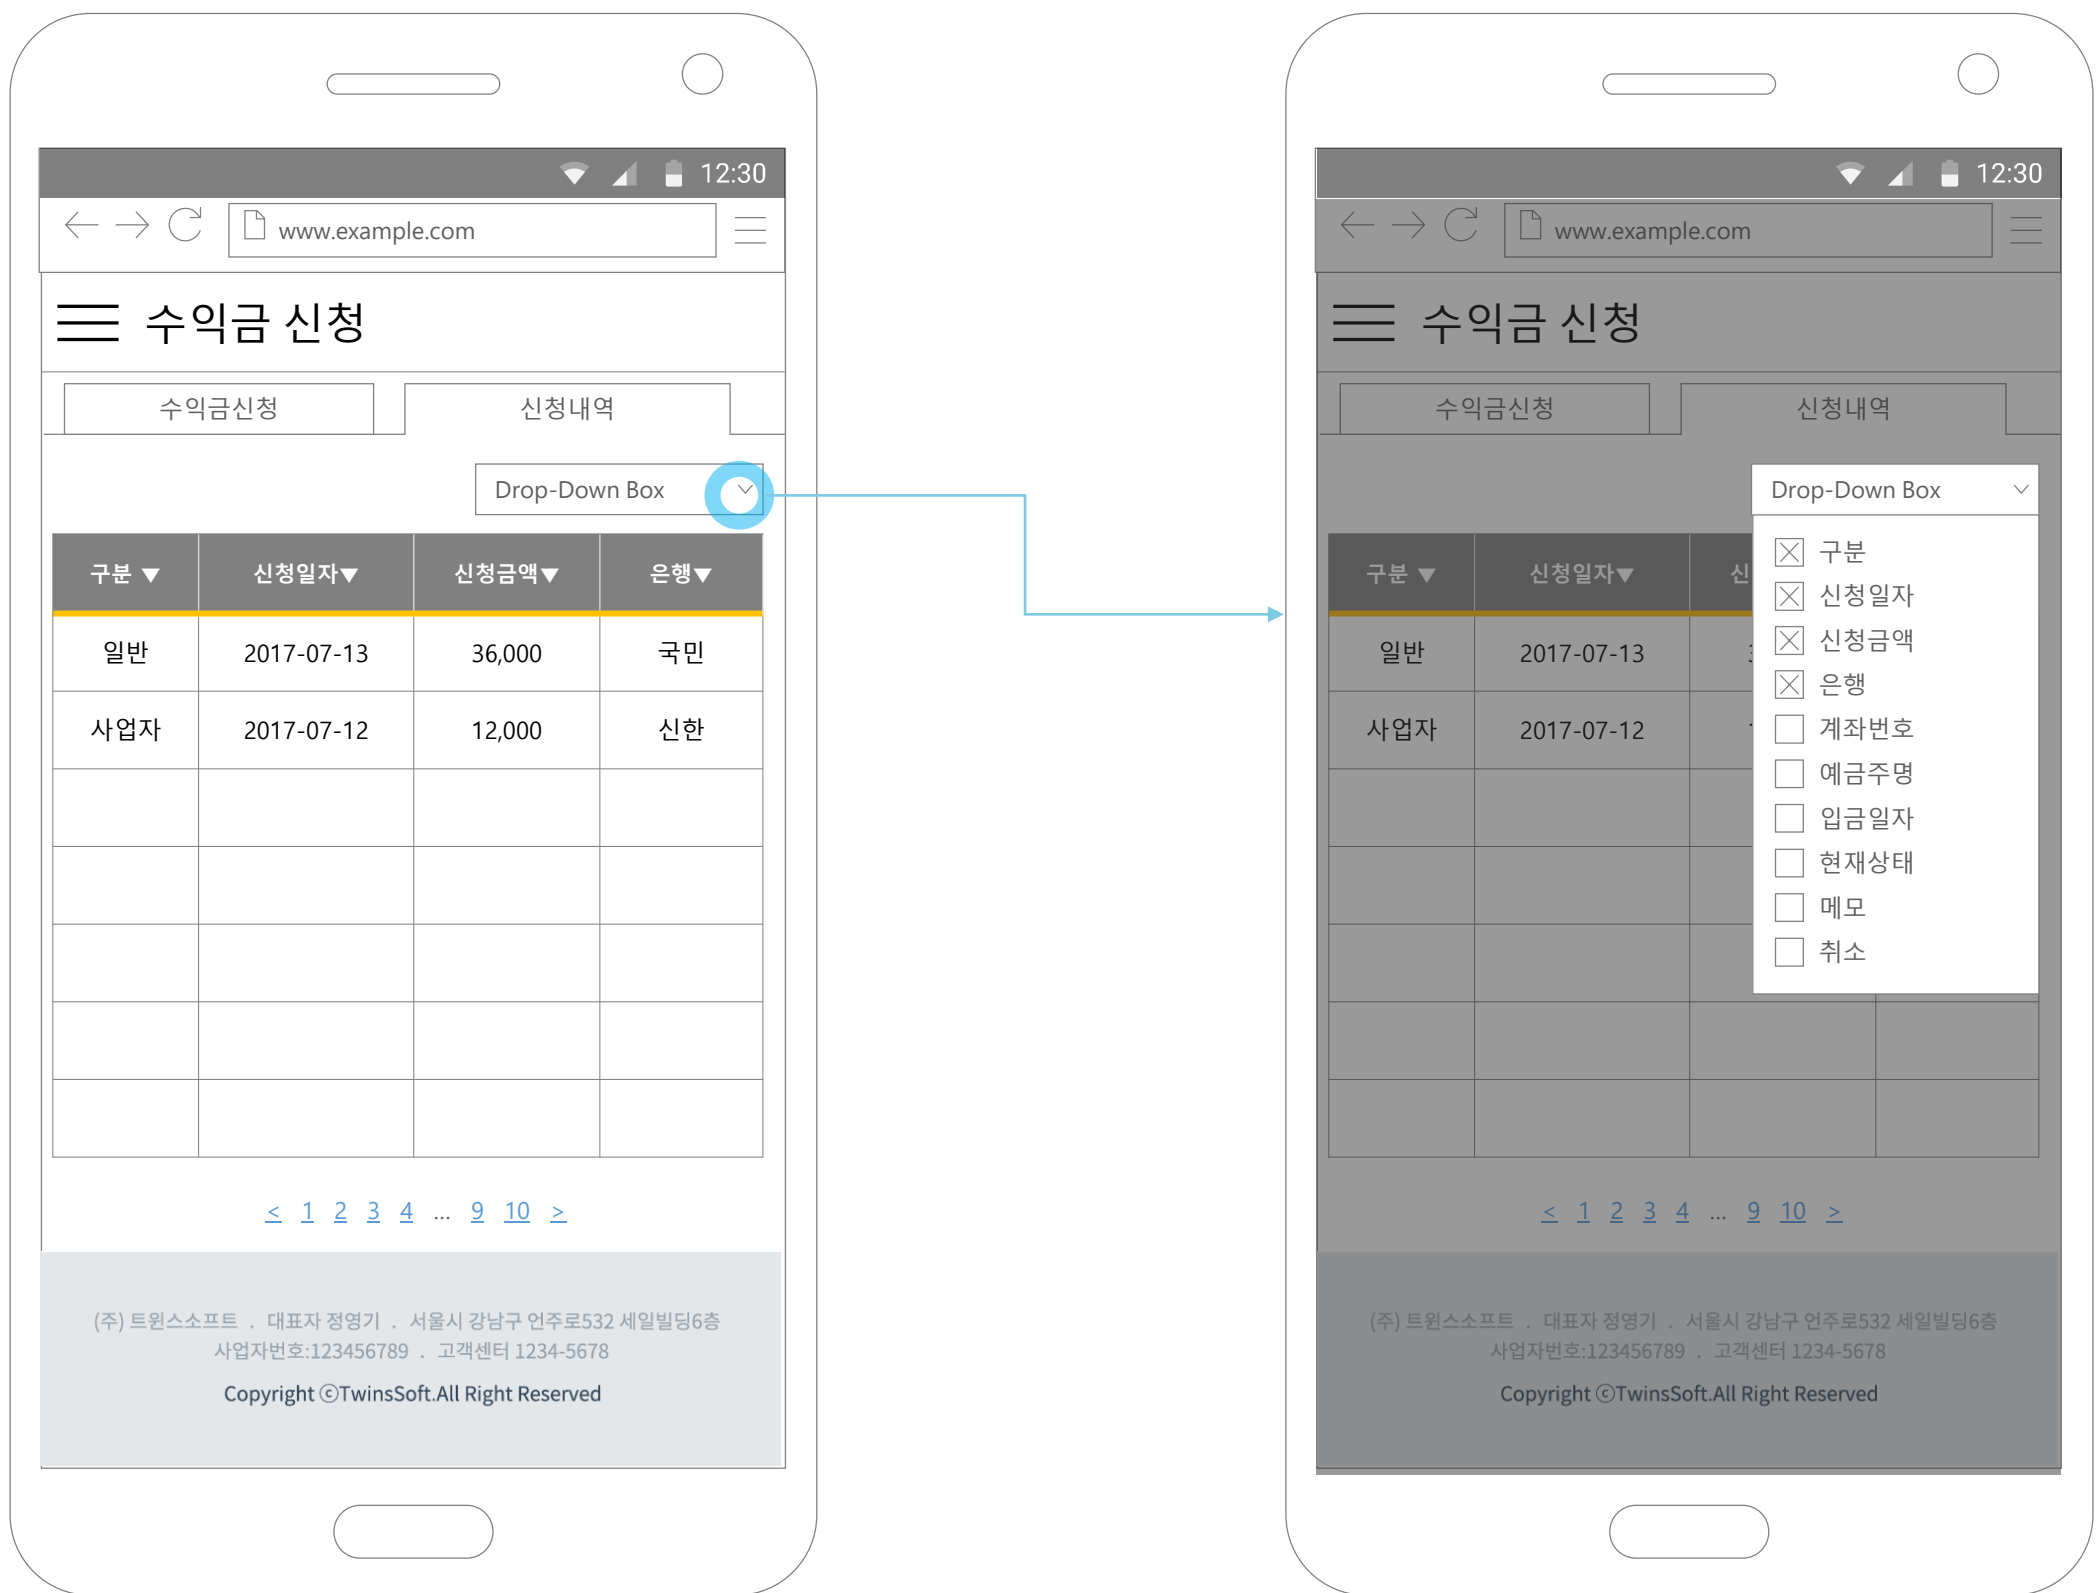 12:30
www.example.com
수익금 신청
수익금신청 신청내역
Drop-Down Box
구분 ▼ 신청일자▼ 신청금액▼ 은행▼
일반 2017-07-13 36,000 국민
사업자 2017-07-12 12,000 신한
< 1 2 3 4 ... 9 10 >
(주) 트윈스소프트 . 대표자 정영기 . 서울시 강남구 언주로532 세일빌딩6층
사업자번호:123456789 . 고객센터 1234-5678
Copyright ⓒTwinsSoft.All Right Reserved
12:30
www.example.com
수익금 신청
수익금신청 신청내역
Drop-Down Box
구분 ▼ 신청일자▼ 신
일반 2017-07-13
사업자 2017-07-12
구분
신청일자
신청금액
은행
계좌번호
예금주명
입금일자
현재상태
메모
취소
< 1 2 3 4 ... 9 10 >
(주) 트윈스소프트 . 대표자 정영기 . 서울시 강남구 언주로532 세일빌딩6층
사업자번호:123456789 . 고객센터 1234-5678
Copyright ⓒTwinsSoft.All Right Reserved